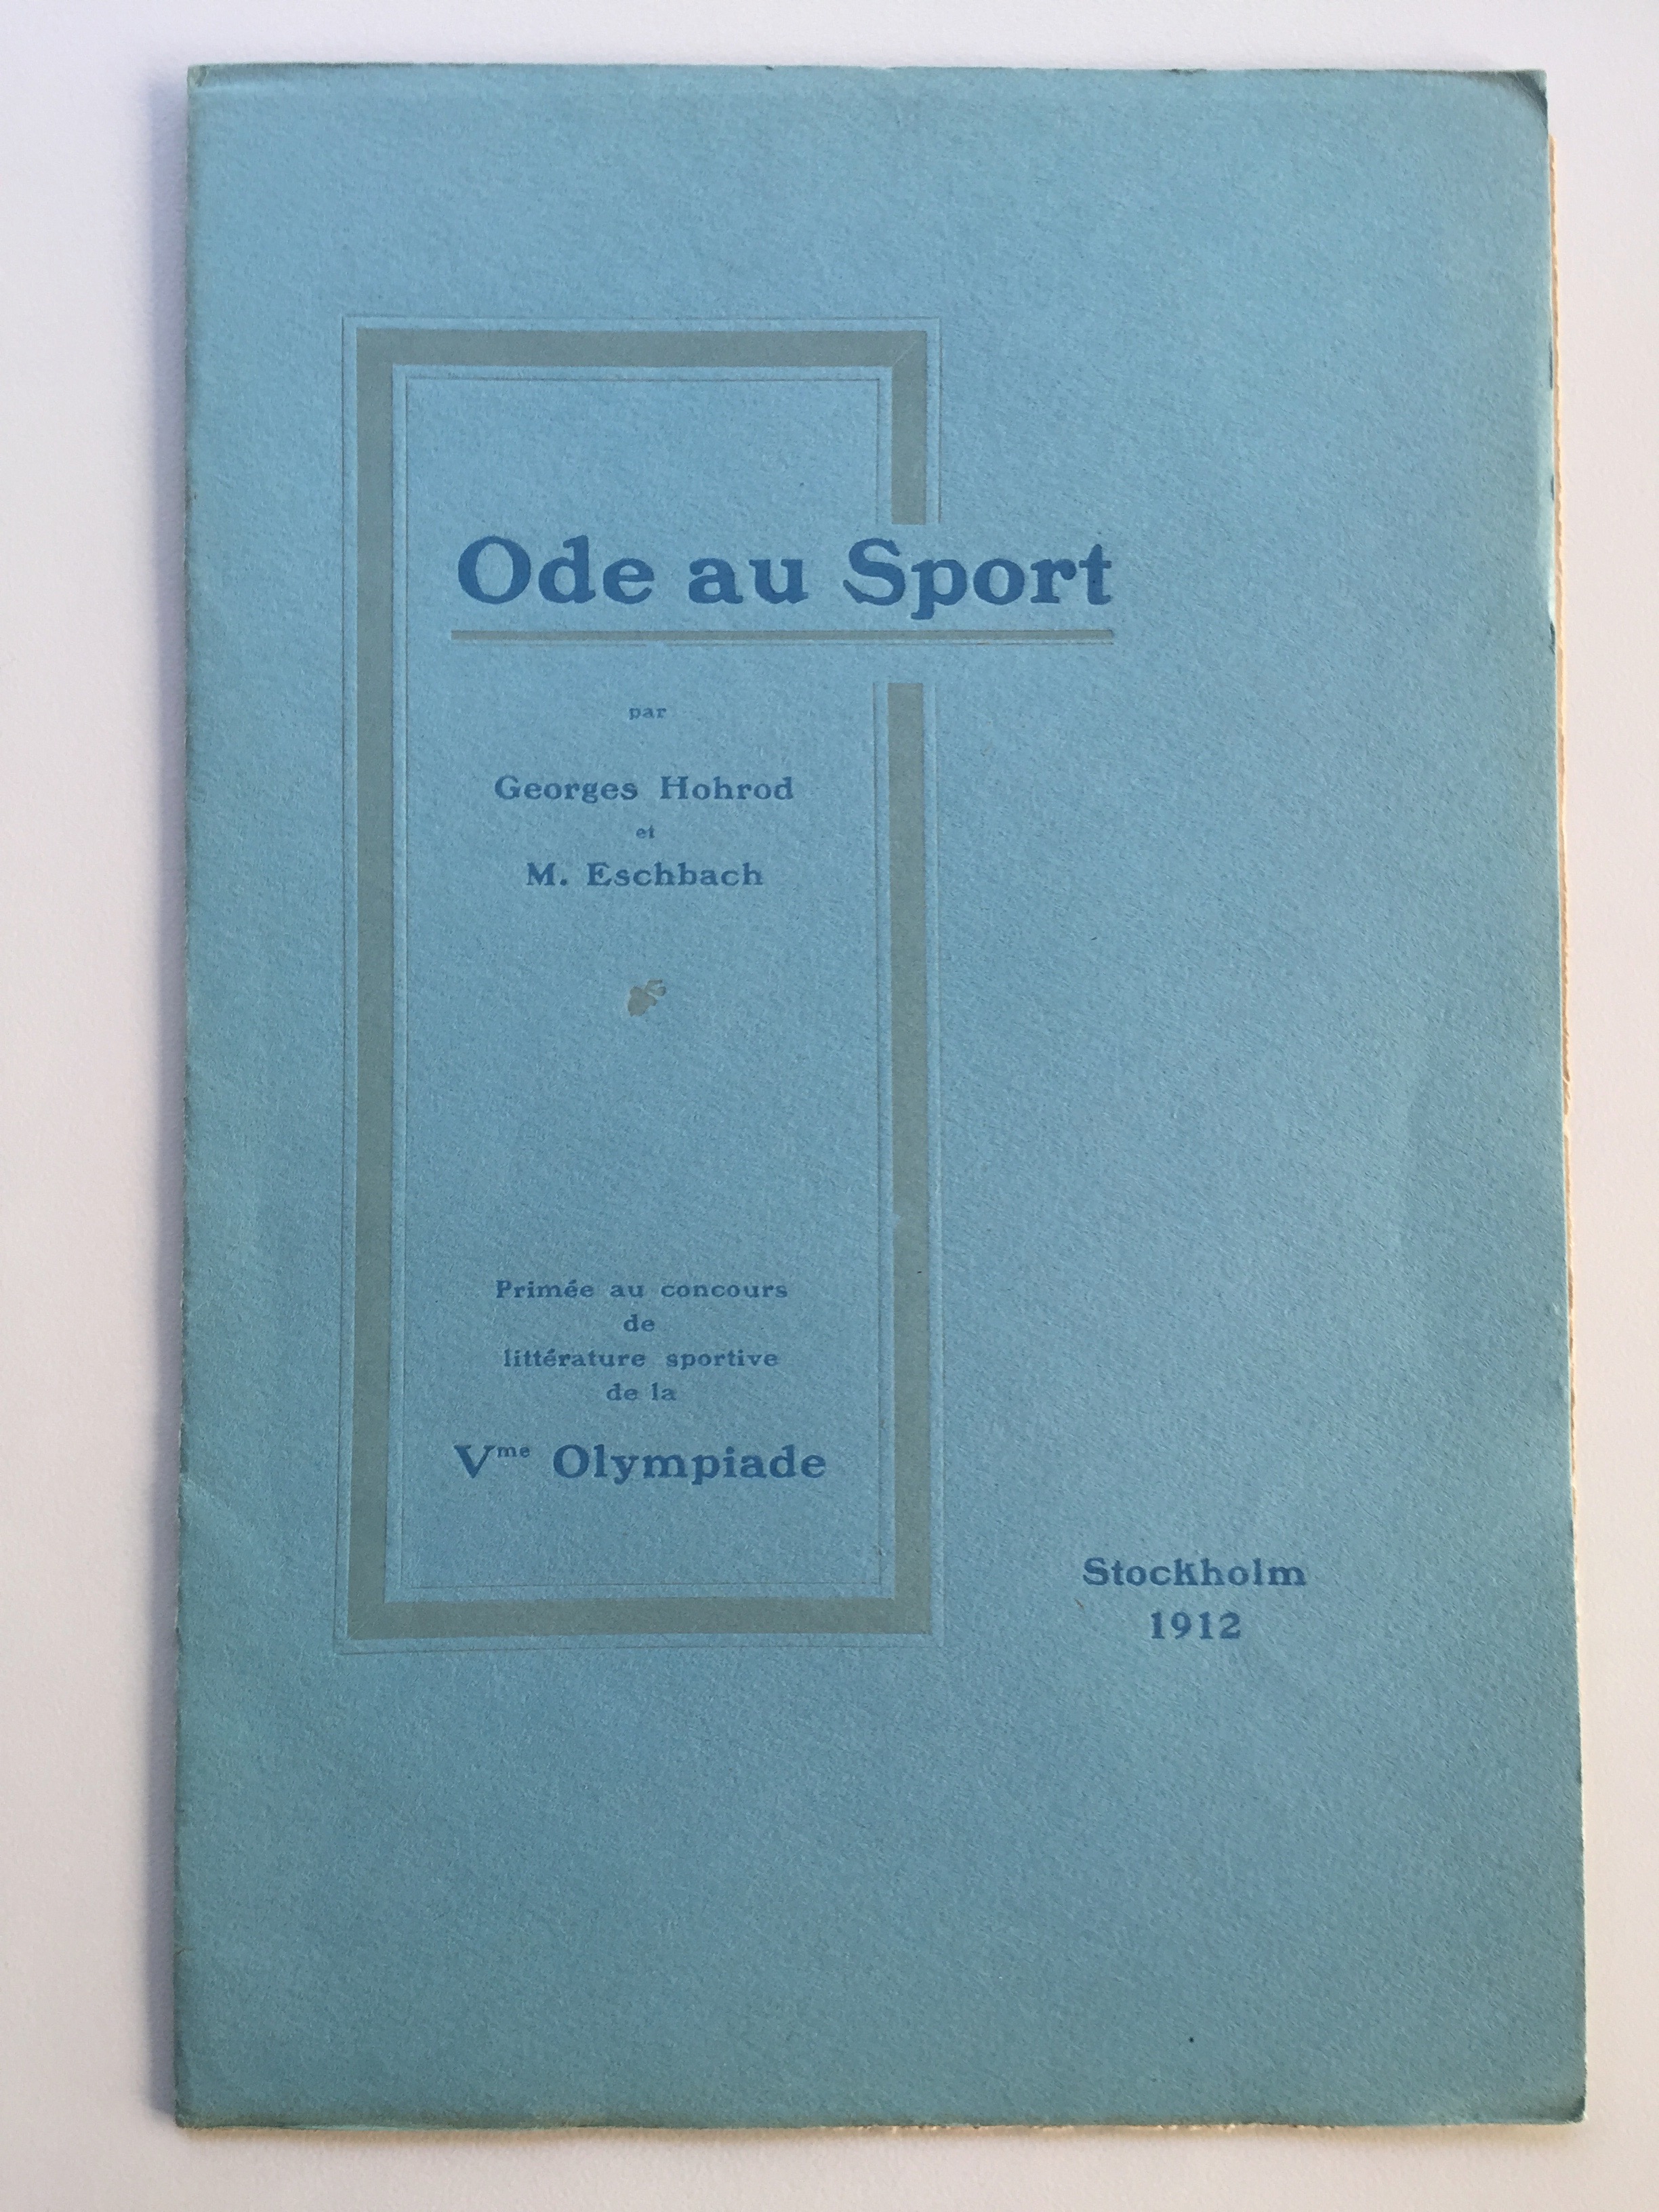 Ode au Sport
par
Georges Hohrod
et
M. Eschbach
Primée au concours
de
littérature sportive
de la
Vme Olympiade
Stockholm
1912